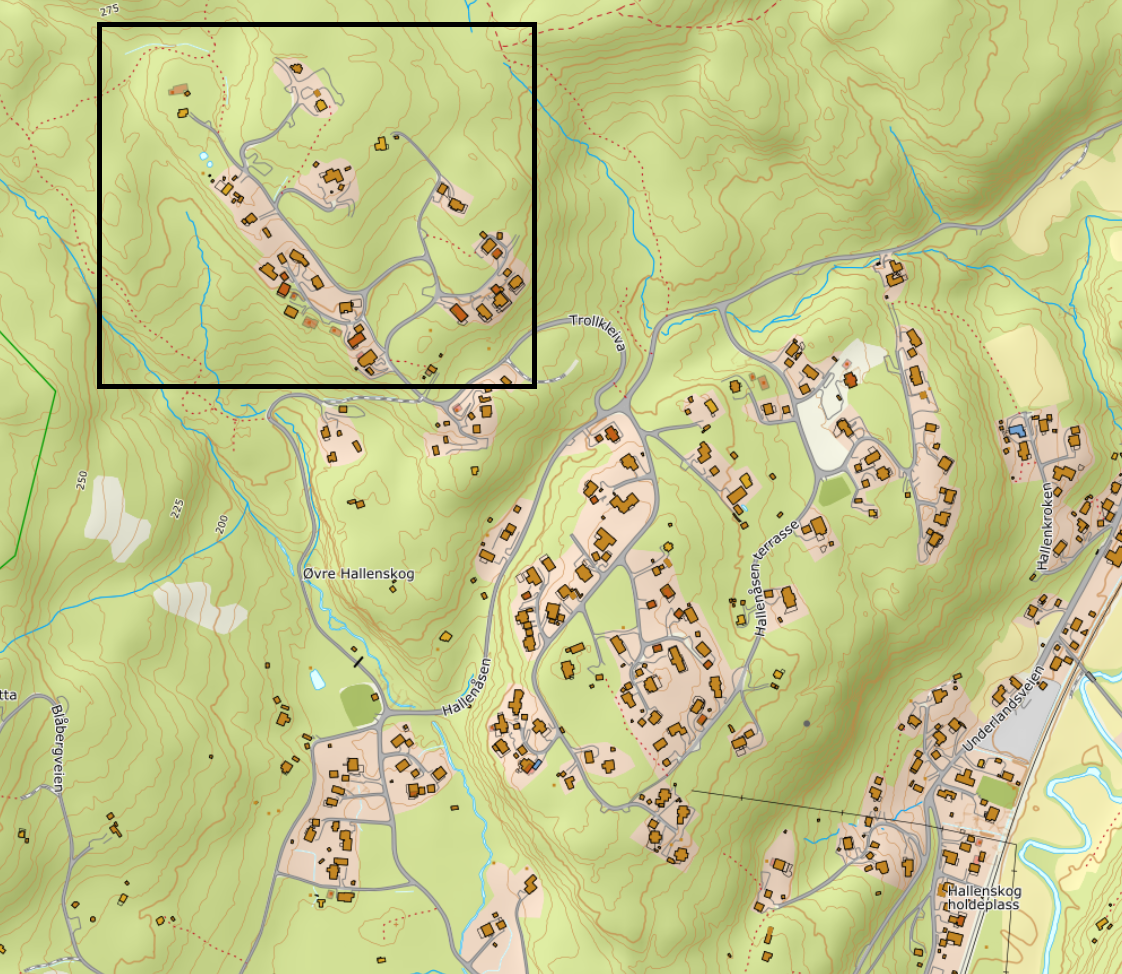 275
Trollkleiva
250
225
200
Øvre Hallenskog
Hallenåsen terrasse
Hallenkroken
Hallenåsen
Underlandsveien
tta
Blåbergveien
Hallenskog
holdeplass